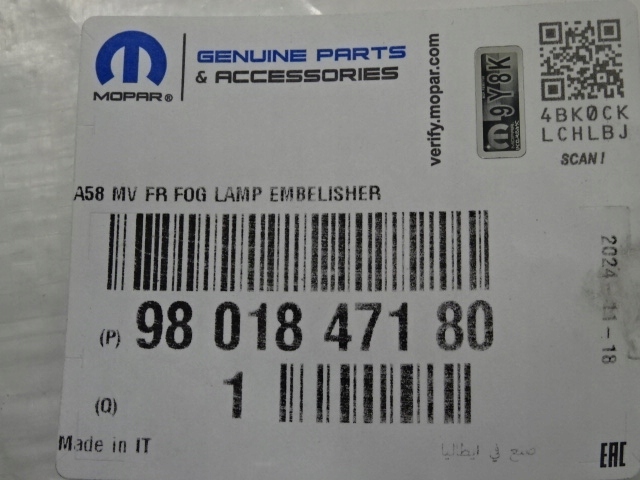 MOPAR®
GENUINE PARTS
& ACCESSORIES
verify.mopar.com
9Y8K
4BK0CK
LCHLBJ
SCAN!
A58 MV FR FOG LAMP EMBELISHER
(P) 98 018 471 80
2024-11-18
(Q) 1
Made in IT
صنع في ايطاليا
EAC